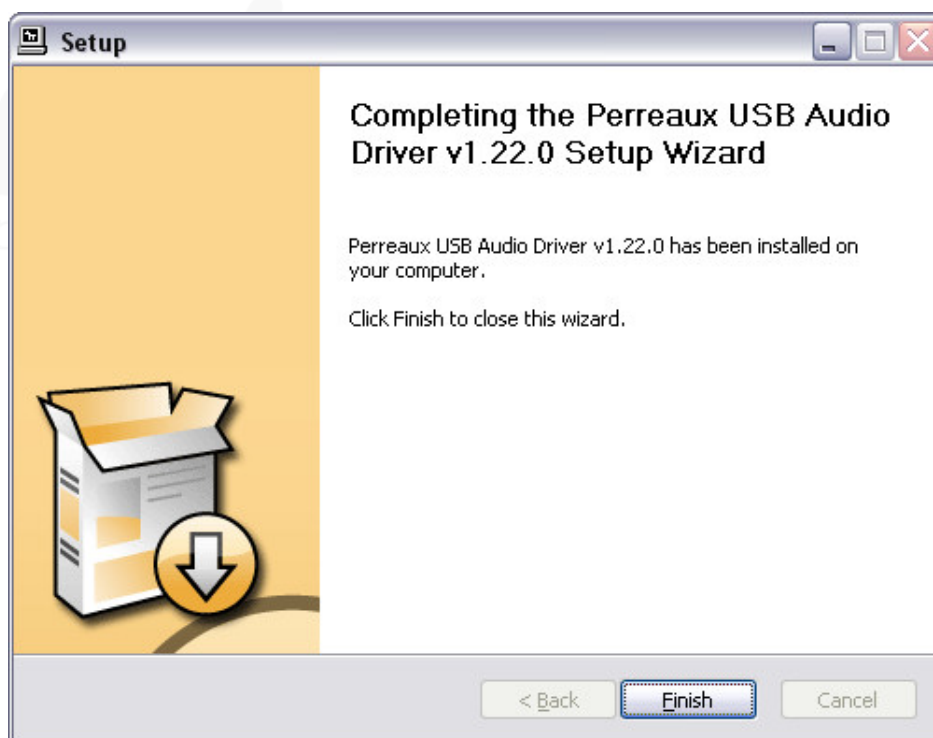 Setup
Completing the Perreaux USB Audio
Driver v1.22.0 Setup Wizard
Perreaux USB Audio Driver v1.22.0 has been installed on
your computer.
Click Finish to close this wizard.
< Back Finish Cancel